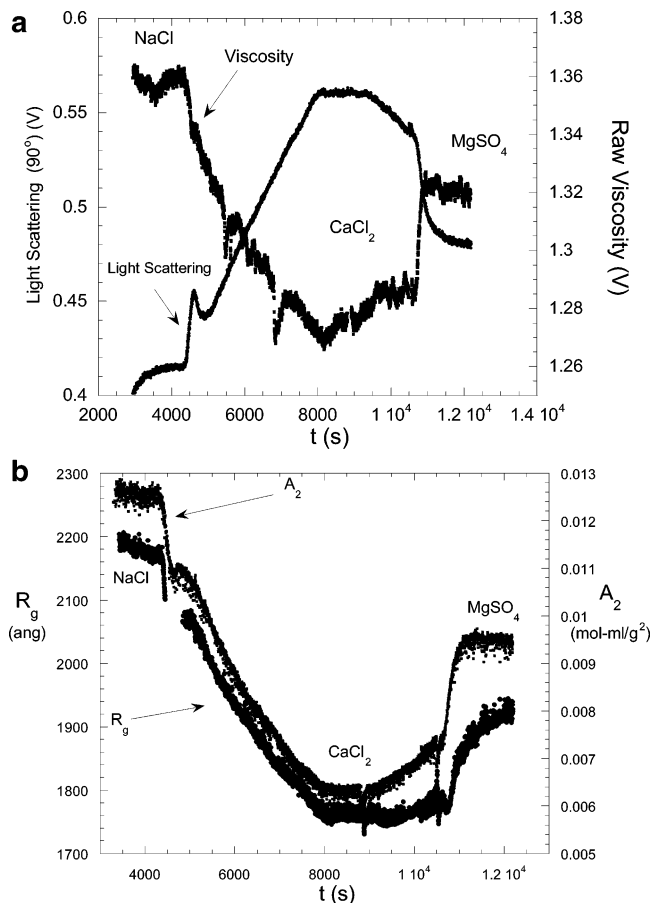 a
0.6
0.55
0.5
0.45
0.4
Light Scattering (90°) (V)
NaCl
Viscosity
Light Scattering
CaCl2
MgSO4
1.38
1.36
1.34
1.32
1.3
1.28
1.26
Raw Viscosity (V)
2000 4000 6000 8000 1 10^4 1.2 10^4 1.4 10^4
t (s)
b
2300
2200
2100
2000
1900
1800
1700
Rg
(ang)
A2
NaCl
Rg
CaCl2
MgSO4
0.013
0.012
0.011
0.01
0.009
0.008
0.007
0.006
0.005
A2
(mol-ml/g²)
4000 6000 8000 1 10^4 1.2 10^4
t (s)